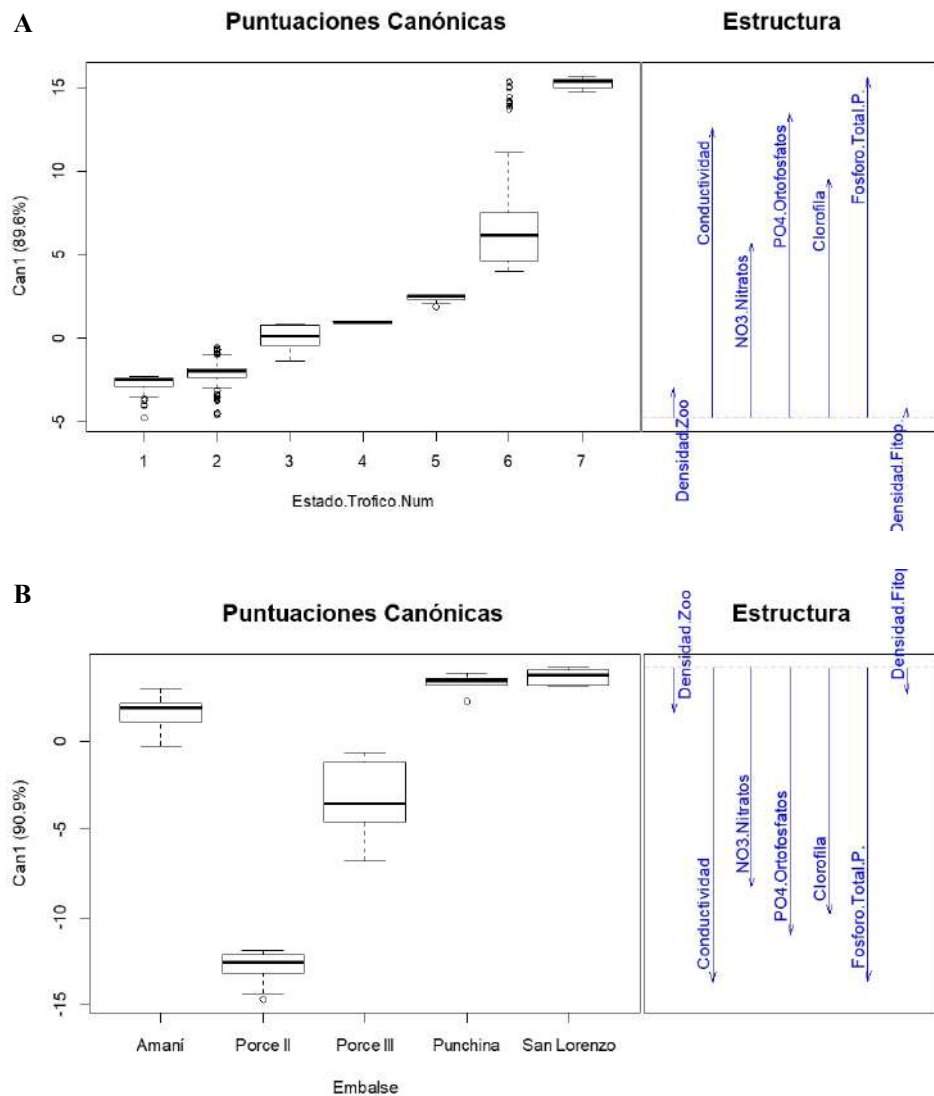 A
Puntuaciones Canónicas
Estructura
Can1 (89.6%)
15
10
5
0
-5
1 2 3 4 5 6 7
Estado.Trofico.Num
Densidad.Zoo
Conductividad
NO3.Nitratos
PO4.Ortofosfatos
Clorofila
Fosforo.Total.P.
Densidad.Fitop.
B
Puntuaciones Canónicas
Estructura
Can1 (90.9%)
0
-5
-10
-15
Amaní Porce II Porce III Punchina San Lorenzo
Embalse
Densidad.Zoo
Conductividad
NO3.Nitratos
PO4.Ortofosfatos
Clorofila
Fosforo.Total.P.